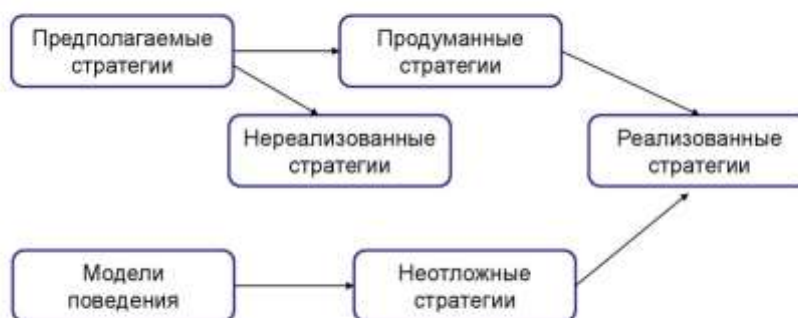 Предполагаемые
стратегии
Продуманные
стратегии
Нереализованные
стратегии
Реализованные
стратегии
Модели
поведения
Неотложные
стратегии